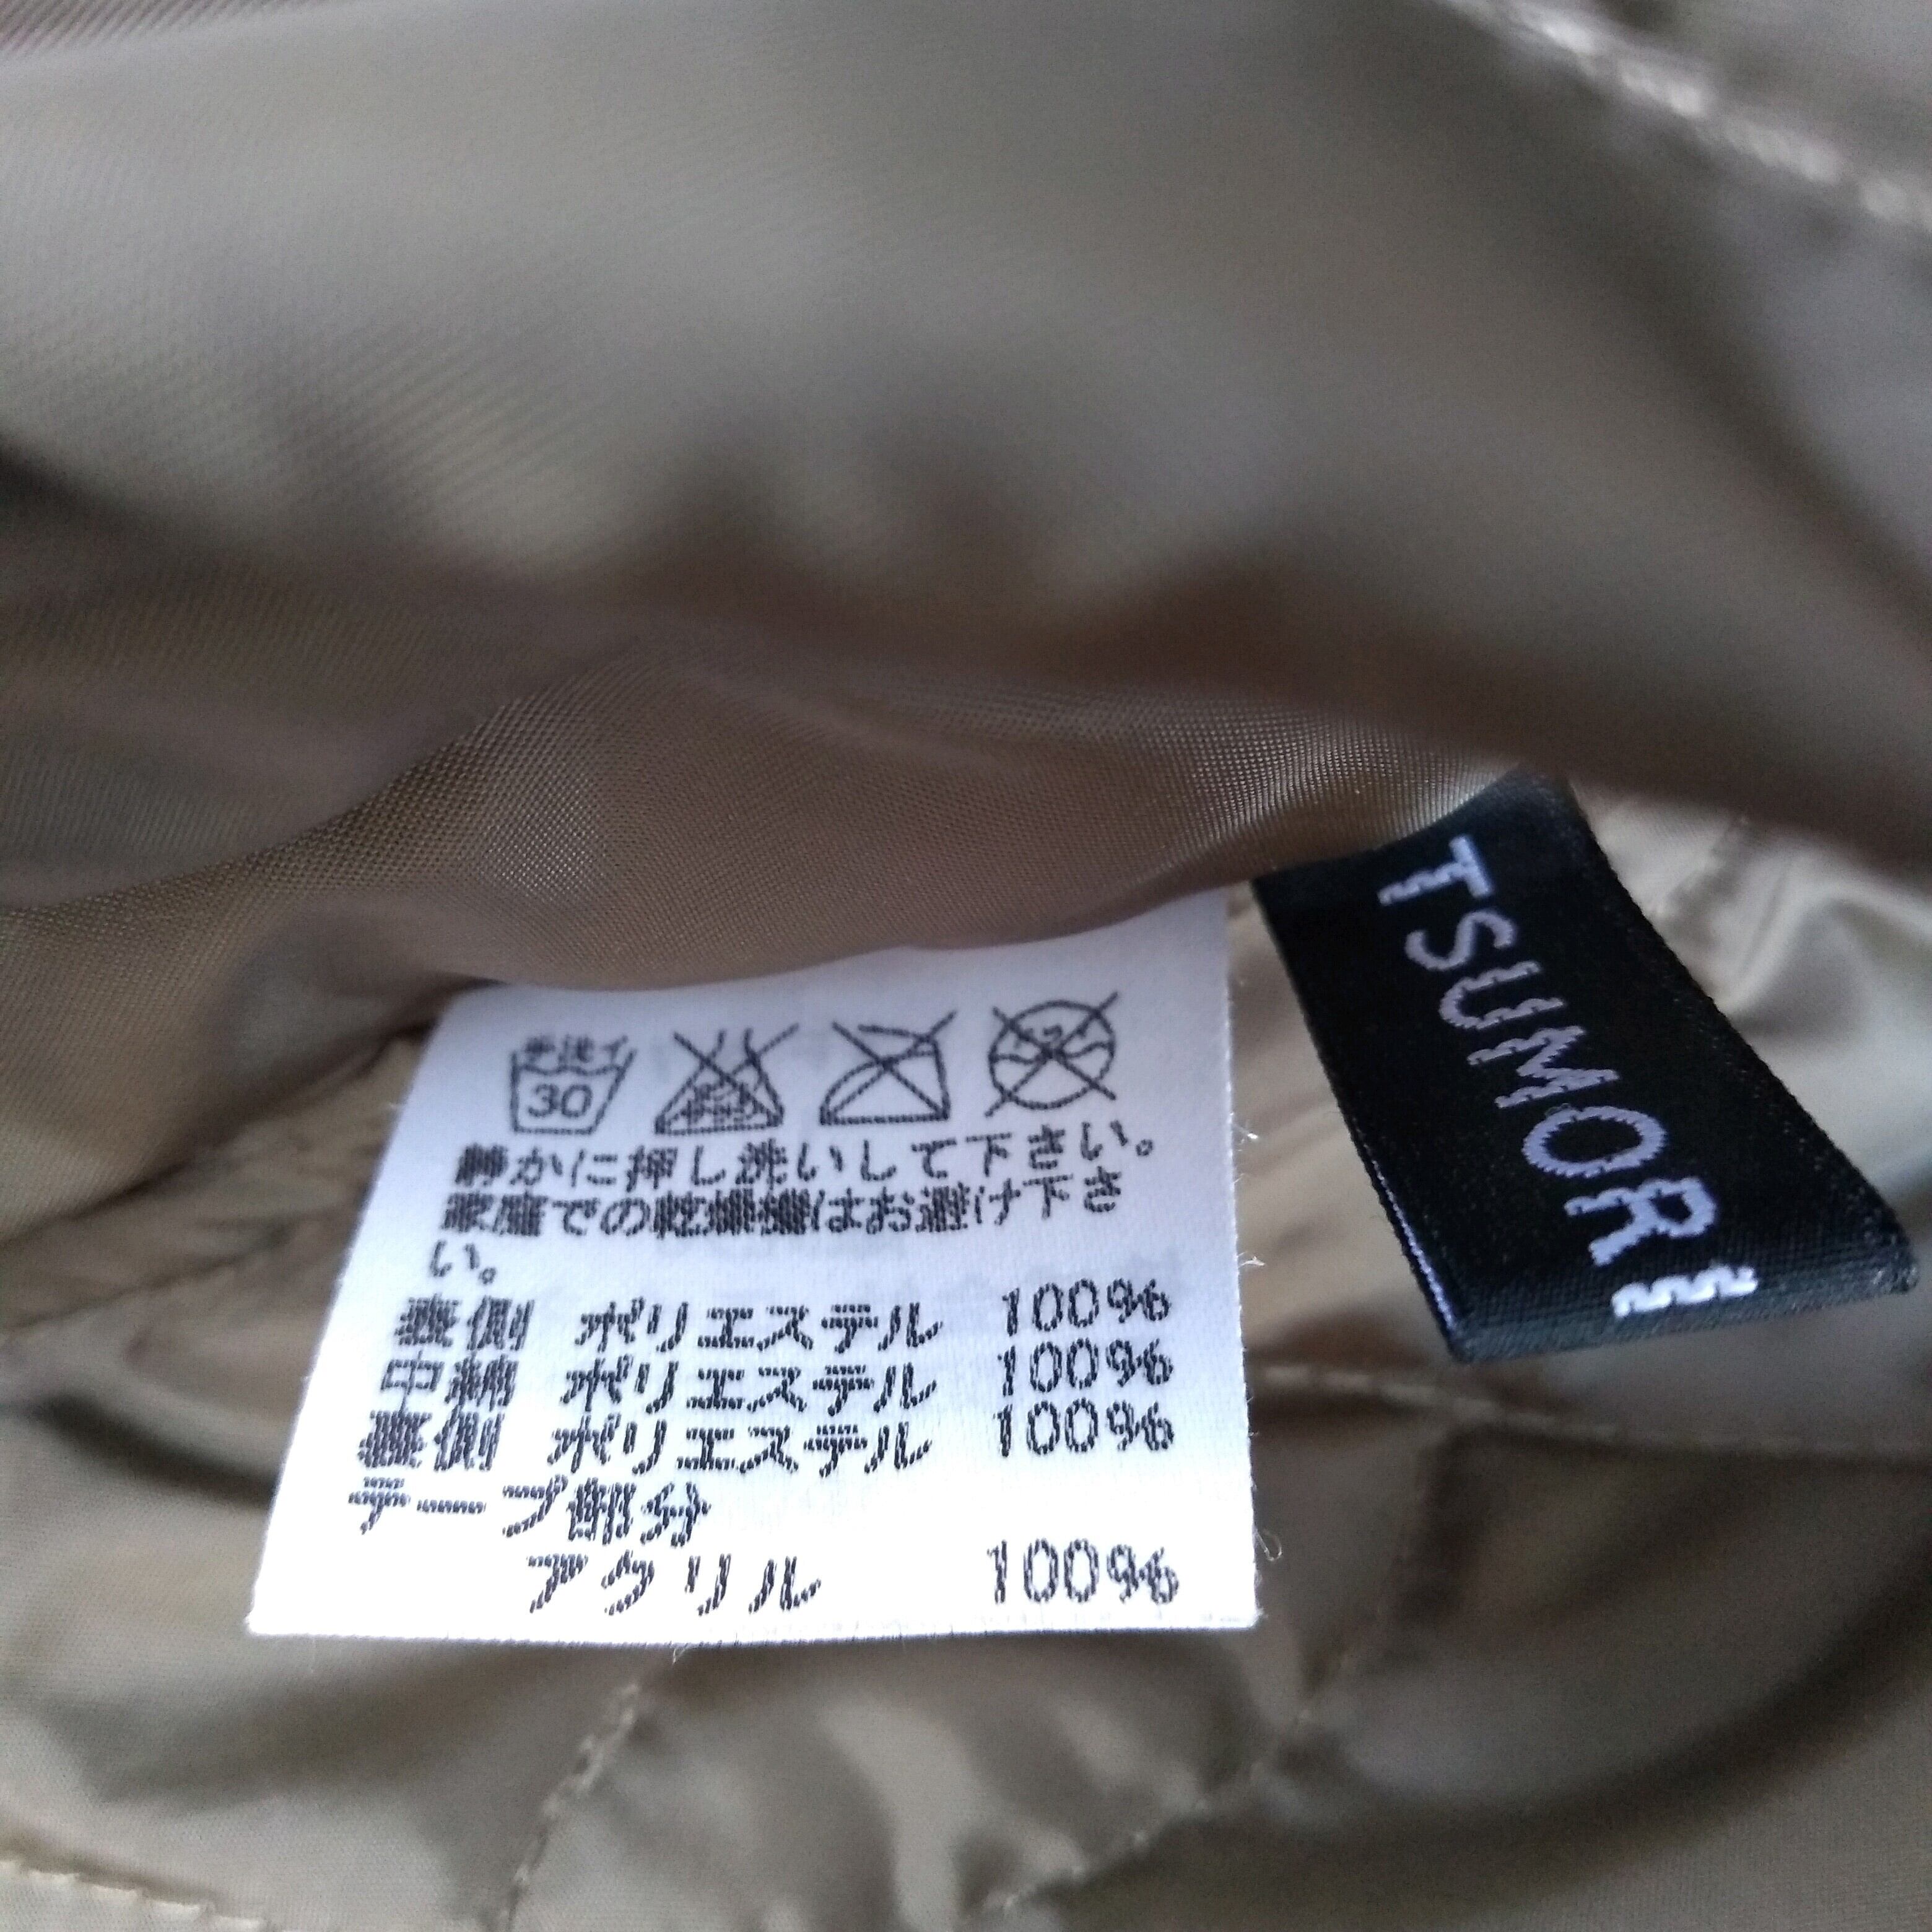 手洗イ
30
静かに押し洗いして下さい。
家庭での乾燥機はお避け下さ
い。
表側 ポリエステル 100%
中綿 ポリエステル 100%
裏側 ポリエステル 100%
テープ部分
アクリル 100%
TSUMORI